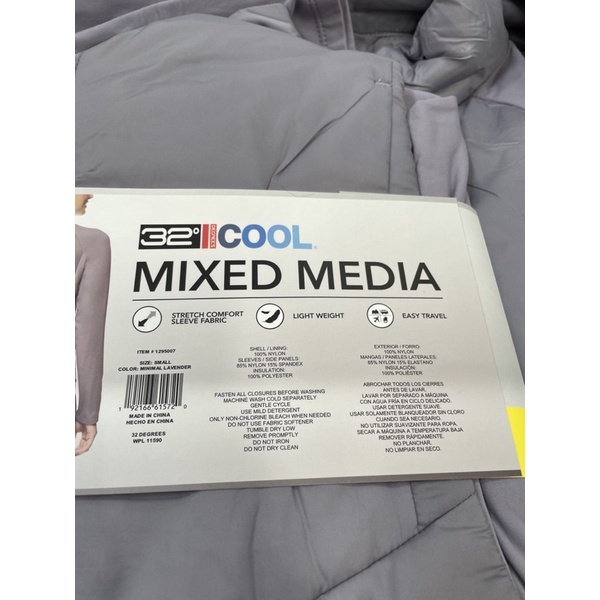 32° COOL
MIXED MEDIA
STRETCH COMFORT
SLEEVE FABRIC
LIGHT WEIGHT
EASY TRAVEL
ITEM # 1295007
SIZE: SMALL
COLOR: MINIMAL LAVENDER
1 92166 61572 0
MADE IN CHINA
HECHO EN CHINA
32 DEGREES
WPL 11590
SHELL / LINING:
100% NYLON
SLEEVES / SIDE PANELS:
85% NYLON 15% SPANDEX
INSULATION:
100% POLYESTER
FASTEN ALL CLOSURES BEFORE WASHING
MACHINE WASH COLD SEPARATELY
GENTLE CYCLE
USE MILD DETERGENT
ONLY NON-CHLORINE BLEACH WHEN NEEDED
DO NOT USE FABRIC SOFTENER
TUMBLE DRY LOW
REMOVE PROMPTLY
DO NOT IRON
DO NOT DRY CLEAN
EXTERIOR / FORRO:
100% NYLON
MANGAS / PANELES LATERALES:
85% NYLON 15% ELASTANO
INSULACIÓN:
100% POLIÉSTER
ABROCHAR TODOS LOS CIERRES
ANTES DE LAVAR.
LAVAR POR SEPARADO A MÁQUINA
CON AGUA FRÍA EN CICLO DELICADO.
USAR DETERGENTE SUAVE.
USAR SOLAMENTE BLANQUEADOR SIN CLORO
CUANDO SEA NECESARIO.
NO UTILIZAR SUAVIZANTE PARA ROPA.
SECAR A MÁQUINA A TEMPERATURA BAJA
REMOVER RÁPIDAMENTE.
NO PLANCHAR.
NO LIMPIAR EN SECO.